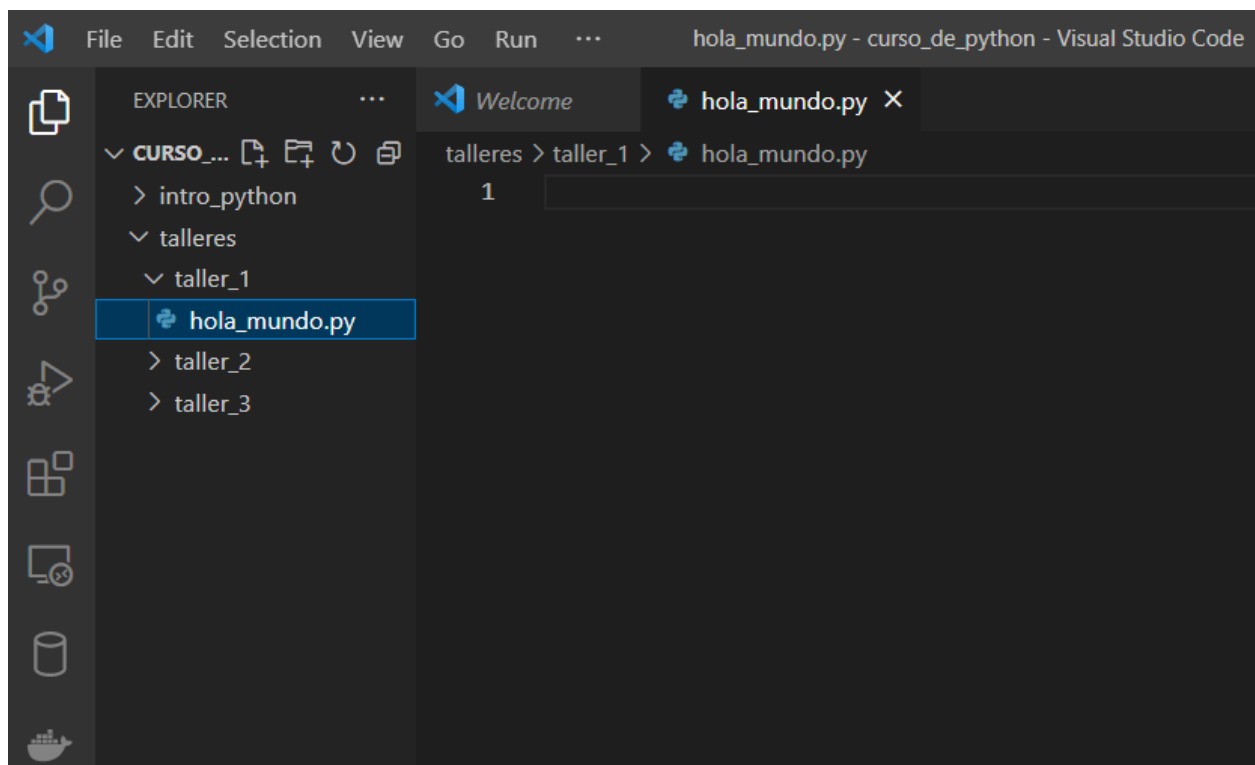 File Edit Selection View Go Run ··· hola_mundo.py - curso_de_python - Visual Studio Code
EXPLORER ···
Welcome
hola_mundo.py
CURSO_...
talleres > taller_1 > hola_mundo.py
intro_python
1
talleres
taller_1
hola_mundo.py
taller_2
taller_3